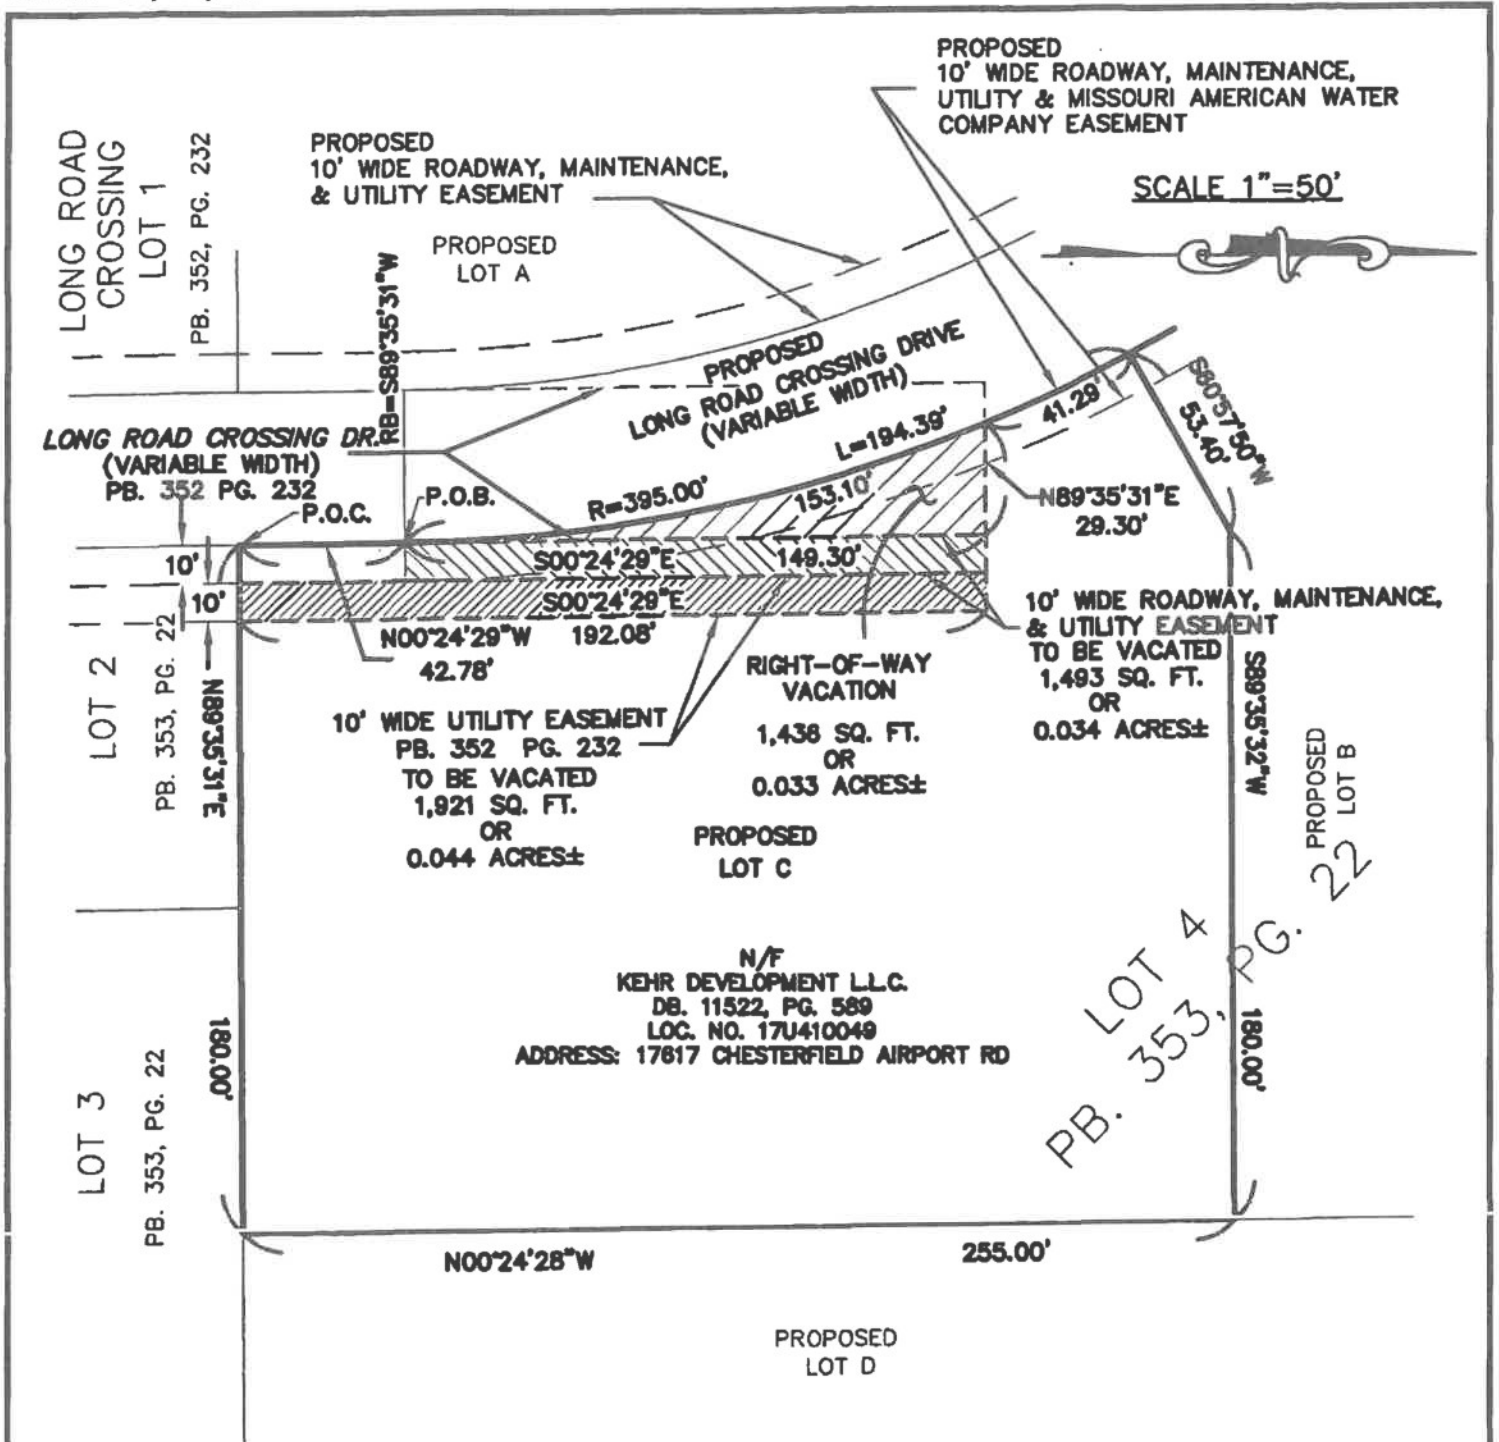 PROPOSED
10' WIDE ROADWAY, MAINTENANCE,
UTILITY & MISSOURI AMERICAN WATER
COMPANY EASEMENT
PROPOSED
10' WIDE ROADWAY, MAINTENANCE,
& UTILITY EASEMENT
SCALE 1"=50'
LONG ROAD
CROSSING
LOT 1
PB. 352, PG. 232
PROPOSED
LOT A
RB=S89°35'31"W
PROPOSED
LONG ROAD CROSSING DRIVE
(VARIABLE WIDTH)
LONG ROAD CROSSING DR.
(VARIABLE WIDTH)
PB. 352 PG. 232
P.O.C.
P.O.B.
R=395.00'
L=194.39'
153.10'
41.29'
S60°57'50"W
53.40'
N89°35'31"E
29.30'
10'
10'
S00°24'29"E
149.30'
S00°24'29"E
192.08'
N00°24'29"W
42.78'
10' WIDE ROADWAY, MAINTENANCE,
& UTILITY EASEMENT
TO BE VACATED
1,493 SQ. FT.
OR
0.034 ACRES±
RIGHT-OF-WAY
VACATION
1,438 SQ. FT.
OR
0.033 ACRES±
10' WIDE UTILITY EASEMENT
PB. 352 PG. 232
TO BE VACATED
1,921 SQ. FT.
OR
0.044 ACRES±
LOT 2
PB. 353, PG. 22
N89°35'31"E
180.00'
S89°35'32"W
180.00'
PROPOSED
LOT B
PROPOSED
LOT C
N/F
KEHR DEVELOPMENT L.L.C.
DB. 11522, PG. 589
LOC. NO. 17U410049
ADDRESS: 17617 CHESTERFIELD AIRPORT RD
LOT 4
PB. 353, PG. 22
LOT 3
PB. 353, PG. 22
N00°24'28"W
255.00'
PROPOSED
LOT D